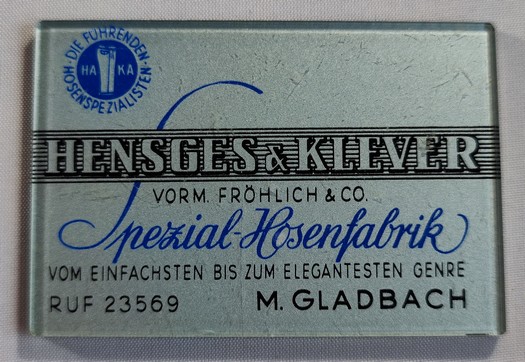 · DIE FÜHRENDEN ·
HOSENSPEZIALISTEN
HA KA
HENSGES & KLEVER
VORM. FRÖHLICH & CO.
Spezial-Hosenfabrik
VOM EINFACHSTEN BIS ZUM ELEGANTESTEN GENRE
RUF 23569 M. GLADBACH